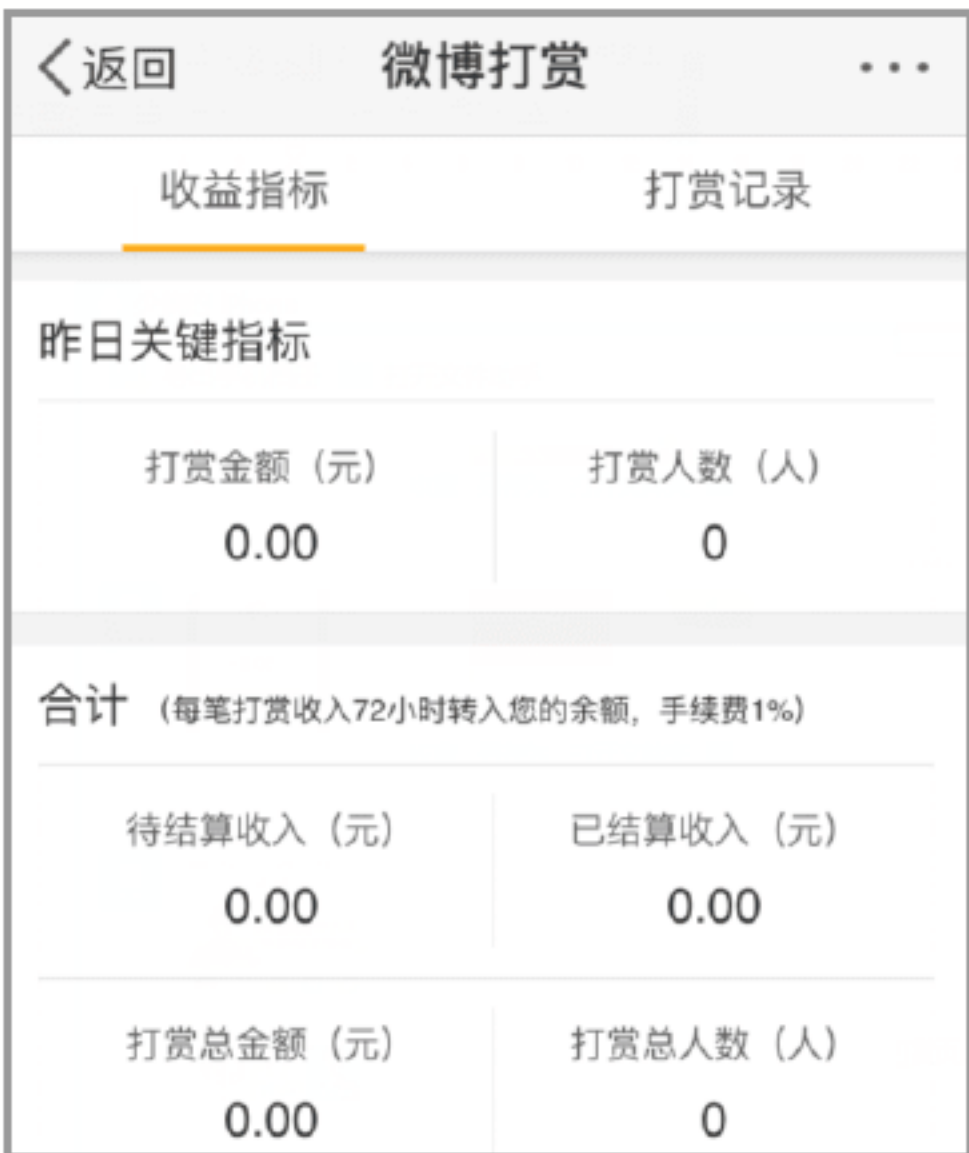 返回 微博打赏 ...
收益指标 打赏记录
昨日关键指标
打赏金额（元） 打赏人数（人）
0.00 0
合计 （每笔打赏收入72小时转入您的余额，手续费1%）
待结算收入（元） 已结算收入（元）
0.00 0.00
打赏总金额（元） 打赏总人数（人）
0.00 0